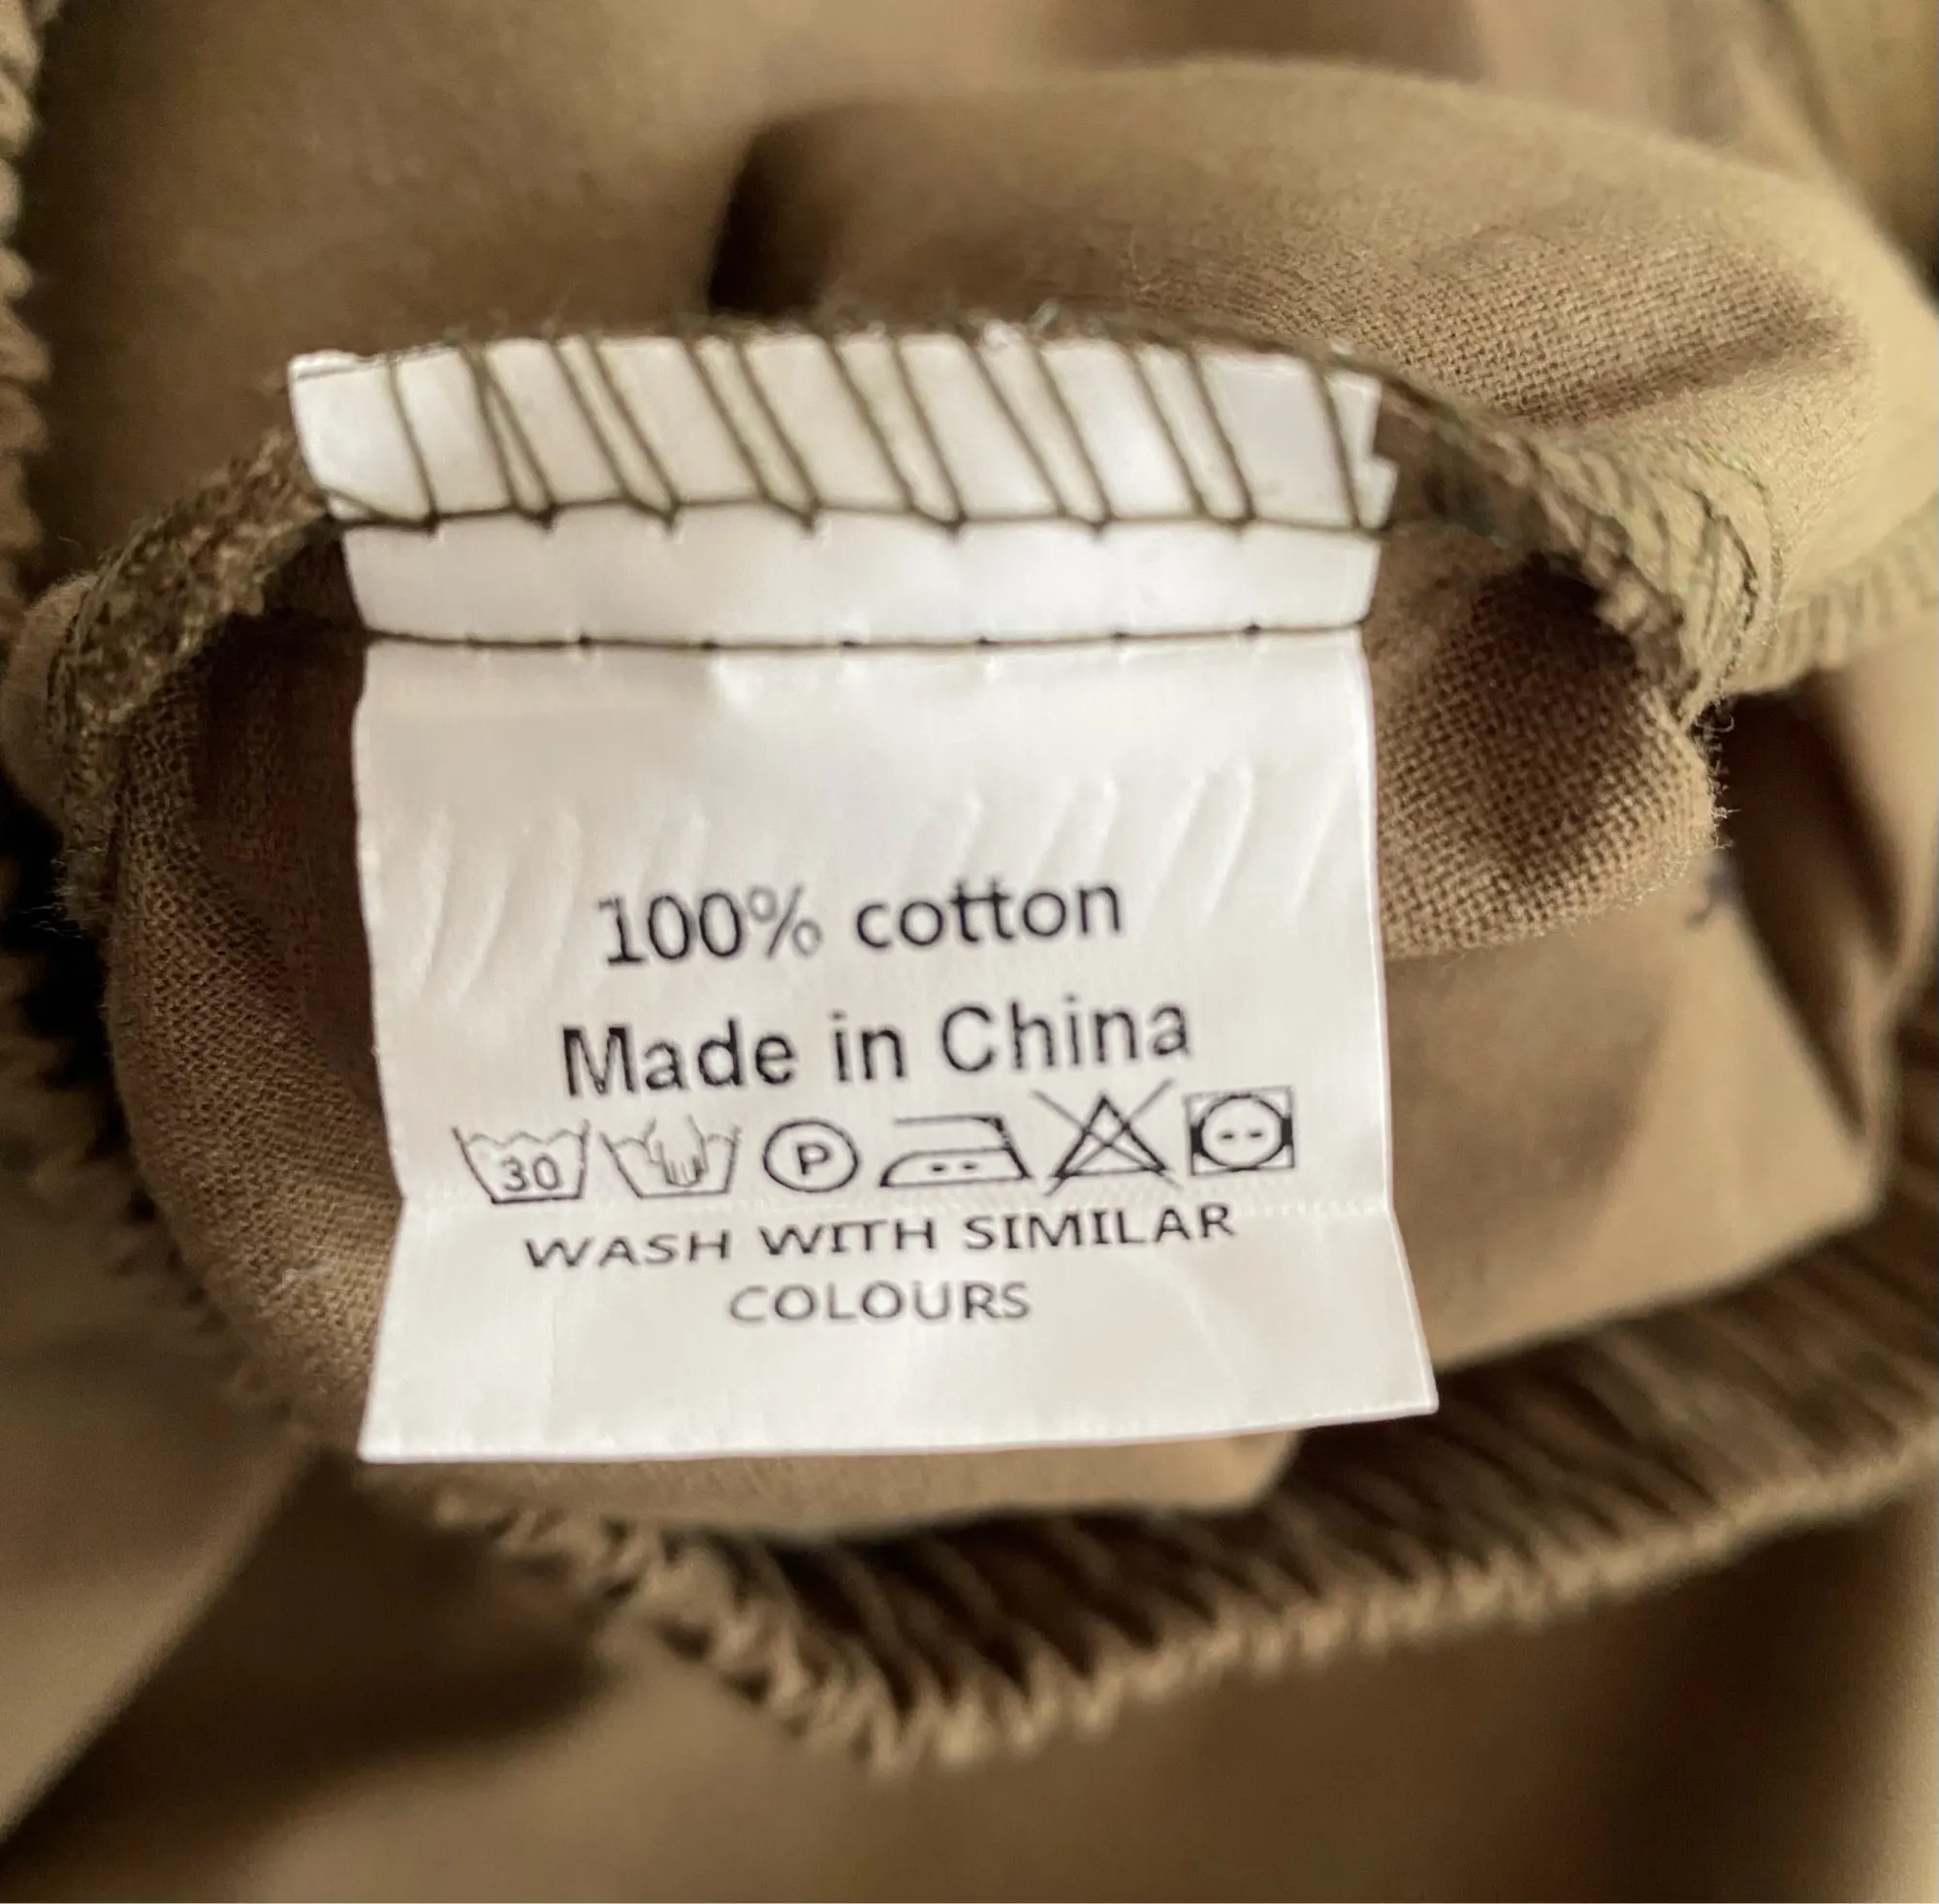 100% cotton
Made in China
30 P
WASH WITH SIMILAR
COLOURS